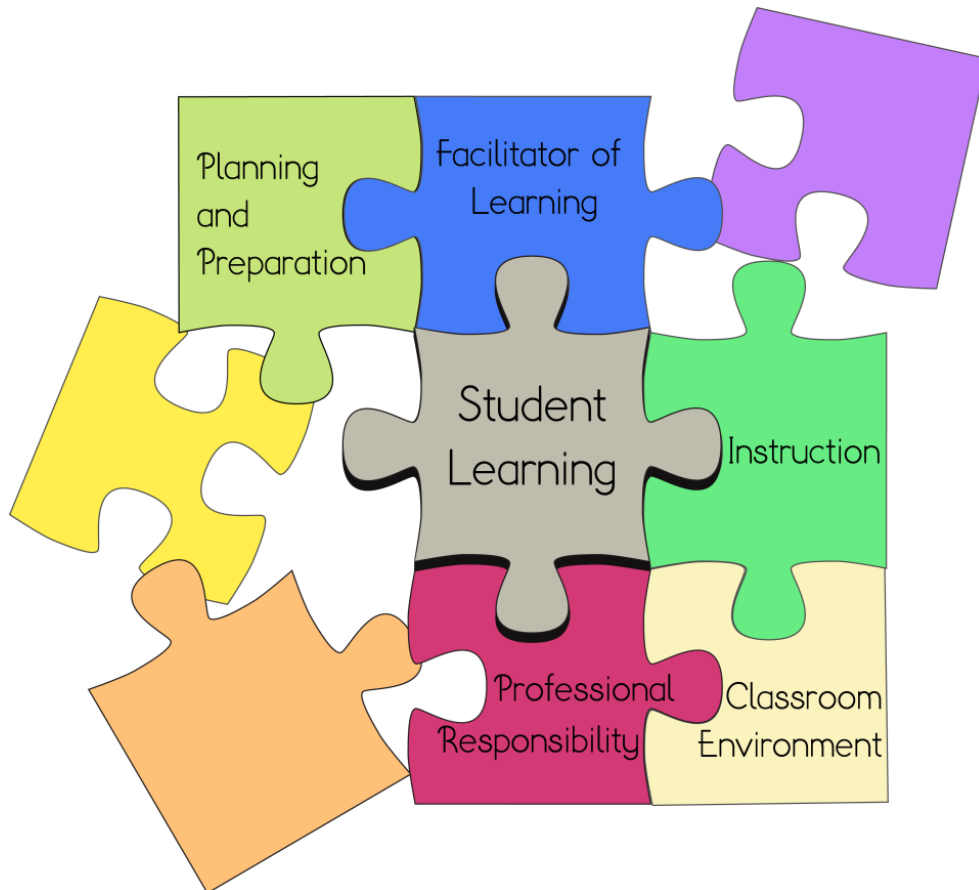 Planning
and
Preparation
Facilitator of
Learning
Student
Learning
Instruction
Professional
Responsibility
Classroom
Environment